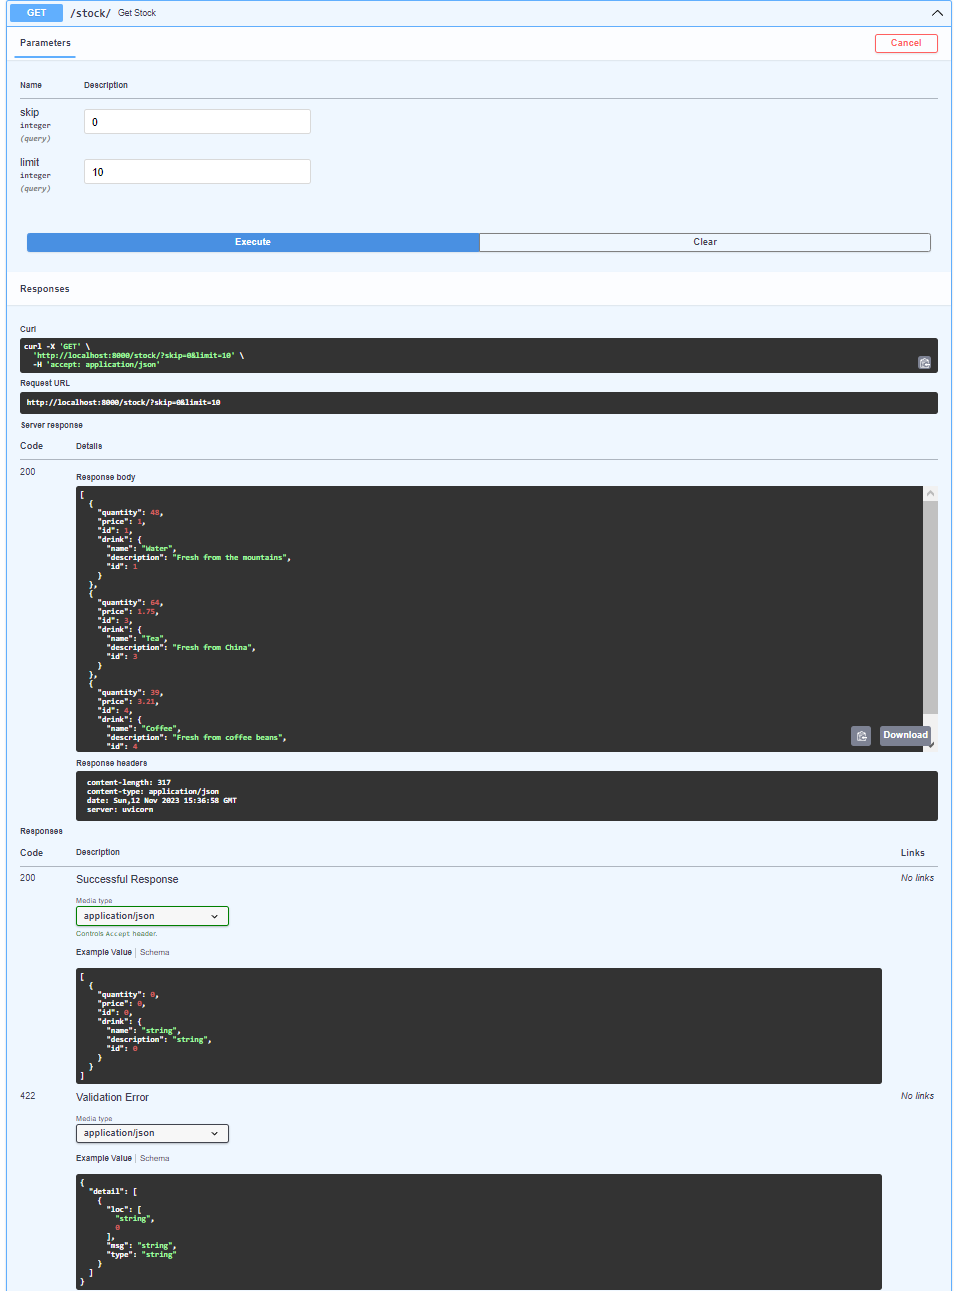 GET /stock/ Get Stock
Parameters
Cancel
Name Description
skip
integer
(query)
0
limit
integer
(query)
10
Execute Clear
Responses
Curl
curl -X 'GET' \
'http://localhost:8000/stock/?skip=0&limit=10' \
-H 'accept: application/json'
Request URL
http://localhost:8000/stock/?skip=0&limit=10
Server response
Code Details
200
Response body
[
{
"quantity": 48,
"price": 1,
"id": 1,
"drink": {
"name": "Water",
"description": "Fresh from the mountains",
"id": 1
}
},
{
"quantity": 64,
"price": 1.75,
"id": 3,
"drink": {
"name": "Tea",
"description": "Fresh from China",
"id": 3
}
},
{
"quantity": 39,
"price": 3.21,
"id": 4,
"drink": {
"name": "Coffee",
"description": "Fresh from coffee beans",
"id": 4
Download
Response headers
content-length: 317
content-type: application/json
date: Sun,12 Nov 2023 15:36:58 GMT
server: uvicorn
Responses
Code Description Links
200 Successful Response No links
Media type
application/json
Controls Accept header.
Example Value | Schema
[
{
"quantity": 0,
"price": 0,
"id": 0,
"drink": {
"name": "string",
"description": "string",
"id": 0
}
}
]
422 Validation Error No links
Media type
application/json
Example Value | Schema
{
"detail": [
{
"loc": [
"string",
0
],
"msg": "string",
"type": "string"
}
]
}